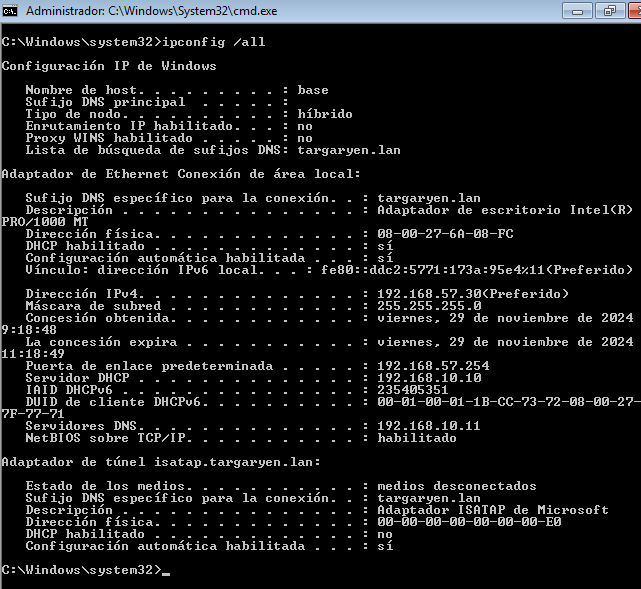 Administrador: C:\Windows\System32\cmd.exe
C:\Windows\system32>ipconfig /all
Configuración IP de Windows
Nombre de host. . . . . . . . . : base
Sufijo DNS principal  . . . . . :
Tipo de nodo. . . . . . . . . . : híbrido
Enrutamiento IP habilitado. . . : no
Proxy WINS habilitado . . . . . : no
Lista de búsqueda de sufijos DNS: targaryen.lan
Adaptador de Ethernet Conexión de área local:
Sufijo DNS específico para la conexión. . : targaryen.lan
Descripción . . . . . . . . . . . . . . . : Adaptador de escritorio Intel(R)
PRO/1000 MT
Dirección física. . . . . . . . . . . . . : 08-00-27-6A-08-FC
DHCP habilitado . . . . . . . . . . . . . : sí
Configuración automática habilitada . . . : sí
Vínculo: dirección IPv6 local. . . : fe80::ddc2:5771:173a:95e4%11(Preferido)
Dirección IPv4. . . . . . . . . . . . . . : 192.168.57.30(Preferido)
Máscara de subred . . . . . . . . . . . . : 255.255.255.0
Concesión obtenida. . . . . . . . . . . . : viernes, 29 de noviembre de 2024
9:18:48
La concesión expira . . . . . . . . . . . : viernes, 29 de noviembre de 2024
11:18:49
Puerta de enlace predeterminada . . . . . : 192.168.57.254
Servidor DHCP . . . . . . . . . . . . . . : 192.168.10.10
IAID DHCPv6 . . . . . . . . . . . . . . . : 235405351
DUID de cliente DHCPv6. . . . . . . . . . : 00-01-00-01-1B-CC-73-72-08-00-27-
7F-77-71
Servidores DNS. . . . . . . . . . . . . . : 192.168.10.11
NetBIOS sobre TCP/IP. . . . . . . . . . . : habilitado
Adaptador de túnel isatap.targaryen.lan:
Estado de los medios. . . . . . . . . . . : medios desconectados
Sufijo DNS específico para la conexión. . : targaryen.lan
Descripción . . . . . . . . . . . . . . . : Adaptador ISATAP de Microsoft
Dirección física. . . . . . . . . . . . . : 00-00-00-00-00-00-00-E0
DHCP habilitado . . . . . . . . . . . . . : no
Configuración automática habilitada . . . : sí
C:\Windows\system32>_